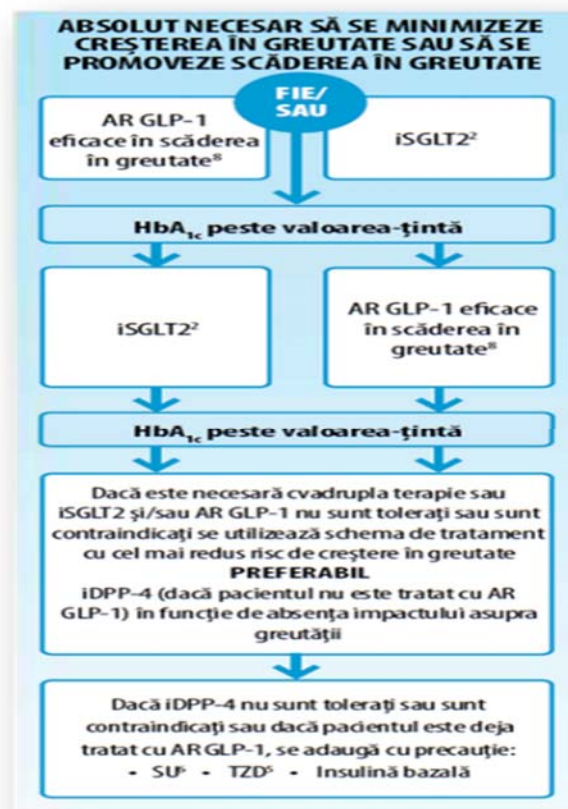 ABSOLUT NECESAR SĂ SE MINIMIZEZE
CREȘTEREA ÎN GREUTATE SAU SĂ SE
PROMOVEZE SCĂDEREA ÎN GREUTATE
FIE/
SAU
AR GLP-1
eficace în scăderea
în greutate⁸
iSGLT2²
HbA₁c peste valoarea-țintă
iSGLT2²
AR GLP-1 eficace
în scăderea în
greutate⁸
HbA₁c peste valoarea-țintă
Dacă este necesară cvadrupla terapie sau
iSGLT2 și/sau AR GLP-1 nu sunt tolerați sau sunt
contraindicați se utilizează schema de tratament
cu cel mai redus risc de creștere în greutate
PREFERABIL
iDPP-4 (dacă pacientul nu este tratat cu AR
GLP-1) în funcție de absența impactului asupra
greutății
Dacă iDPP-4 nu sunt tolerați sau sunt
contraindicați sau dacă pacientul este deja
tratat cu AR GLP-1, se adaugă cu precauție:
• SU⁶ • TZD⁵ • Insulină bazală